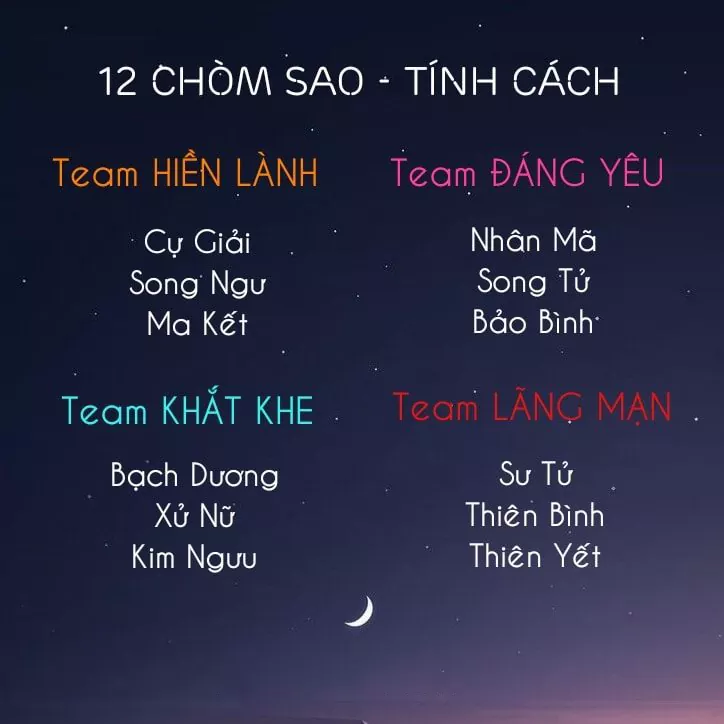 12 CHÒM SAO - TÍNH CÁCH
Team HIỀN LÀNH
Cự Giải
Song Ngư
Ma Kết
Team ĐÁNG YÊU
Nhân Mã
Song Tử
Bảo Bình
Team KHẮT KHE
Bạch Dương
Xử Nữ
Kim Ngưu
Team LÃNG MẠN
Sư Tử
Thiên Bình
Thiên Yết